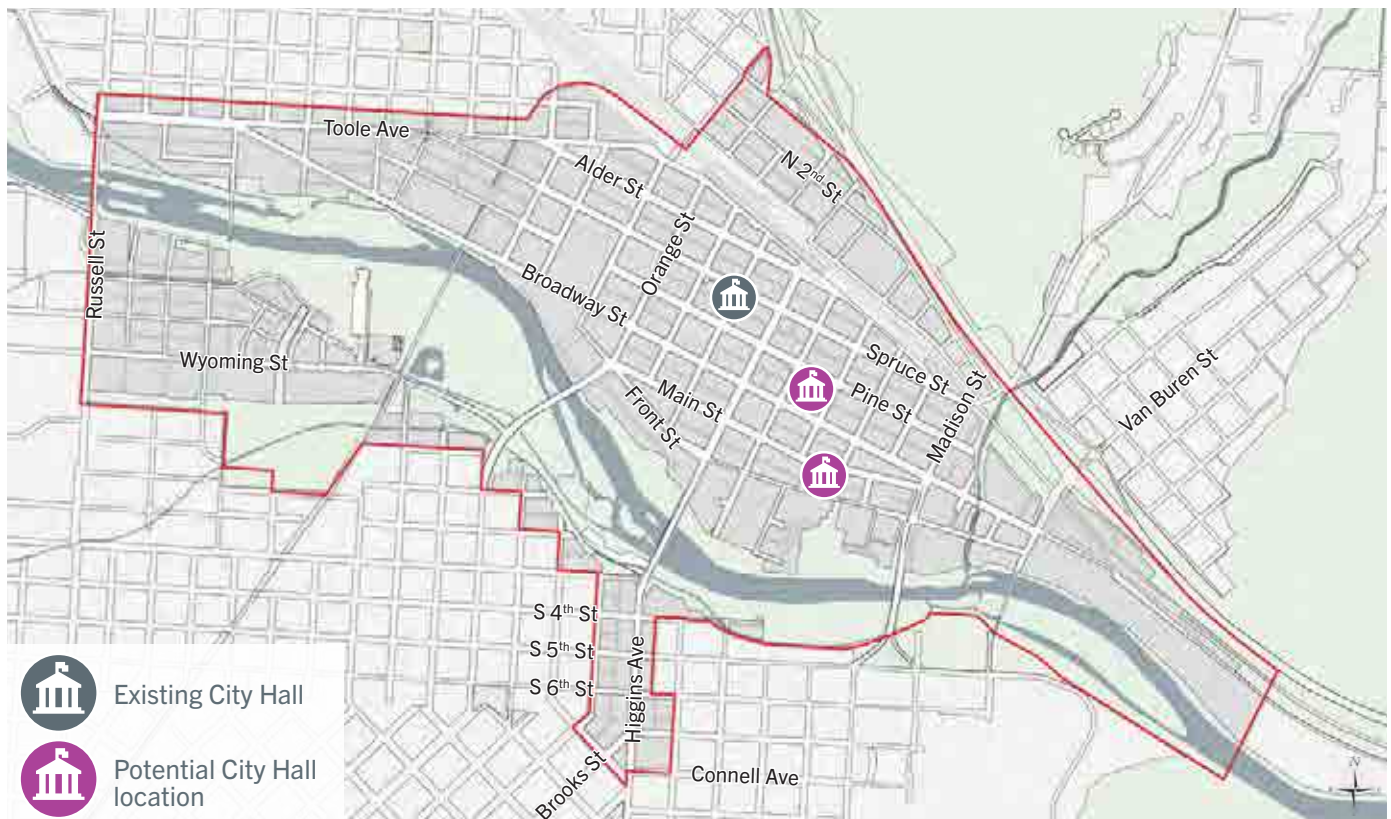 Toole Ave
N 2nd St
Alder St
Orange St
Russell St
Broadway St
Wyoming St
Spruce St
Van Buren St
Main St
Pine St
Madison St
Front St
S 4th St
S 5th St
S 6th St
Higgins Ave
Brooks St
Connell Ave
N
Existing City Hall
Potential City Hall
location